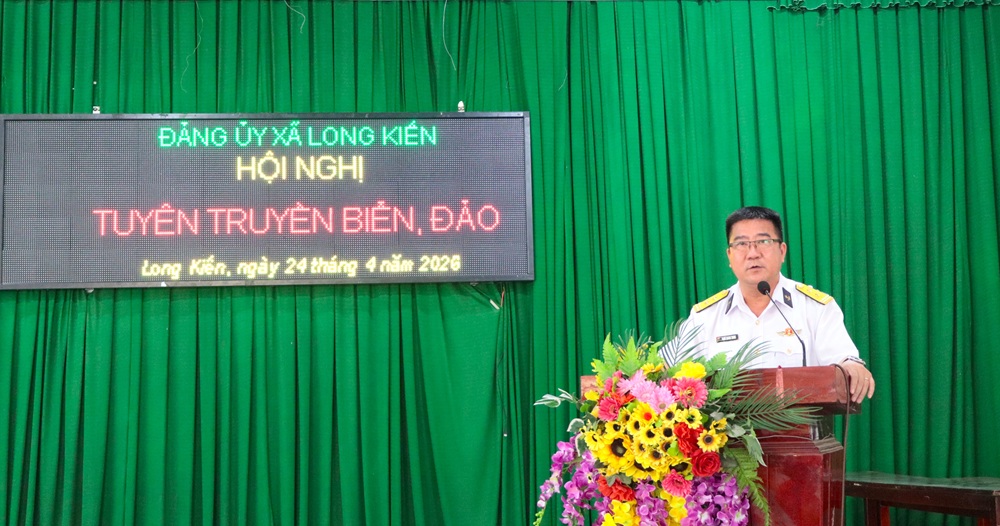 ĐẢNG ỦY XÃ LONG KIẾN
HỘI NGHỊ
TUYÊN TRUYỀN BIỂN, ĐẢO
Long Kiến, ngày 24 tháng 4 năm 2026